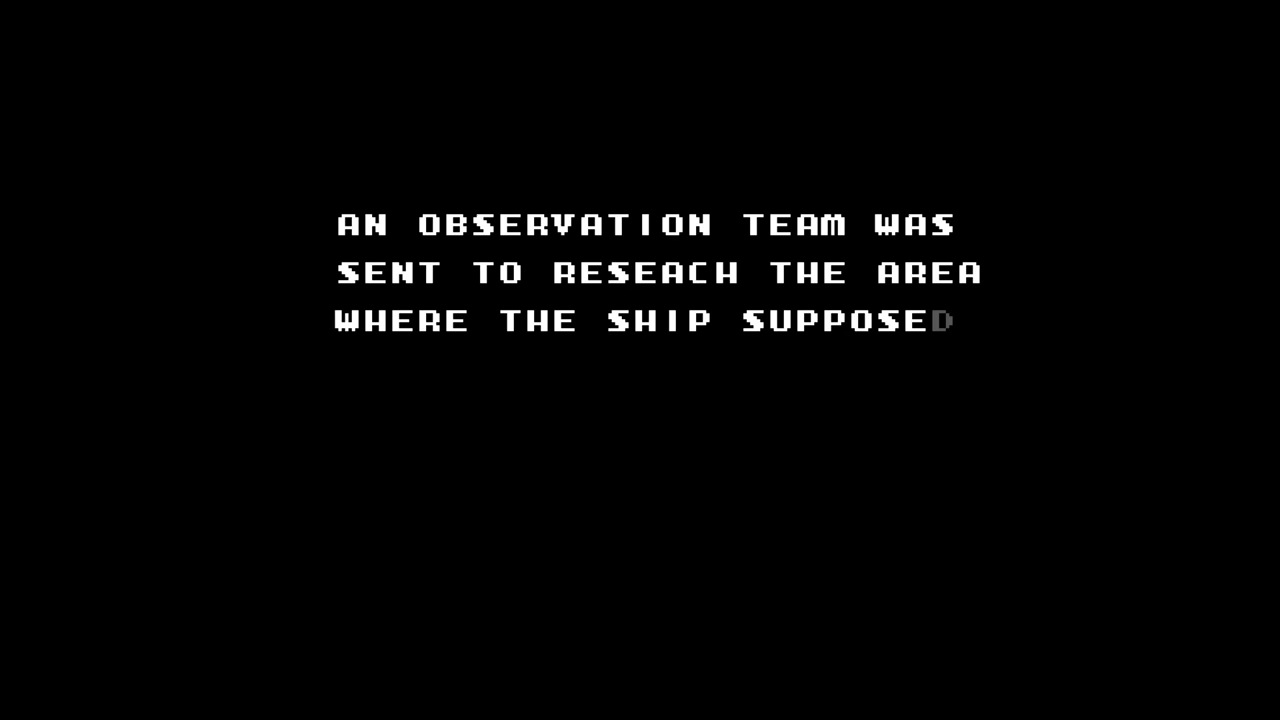 AN OBSERVATION TEAM WAS
SENT TO RESEACH THE AREA
WHERE THE SHIP SUPPOSED